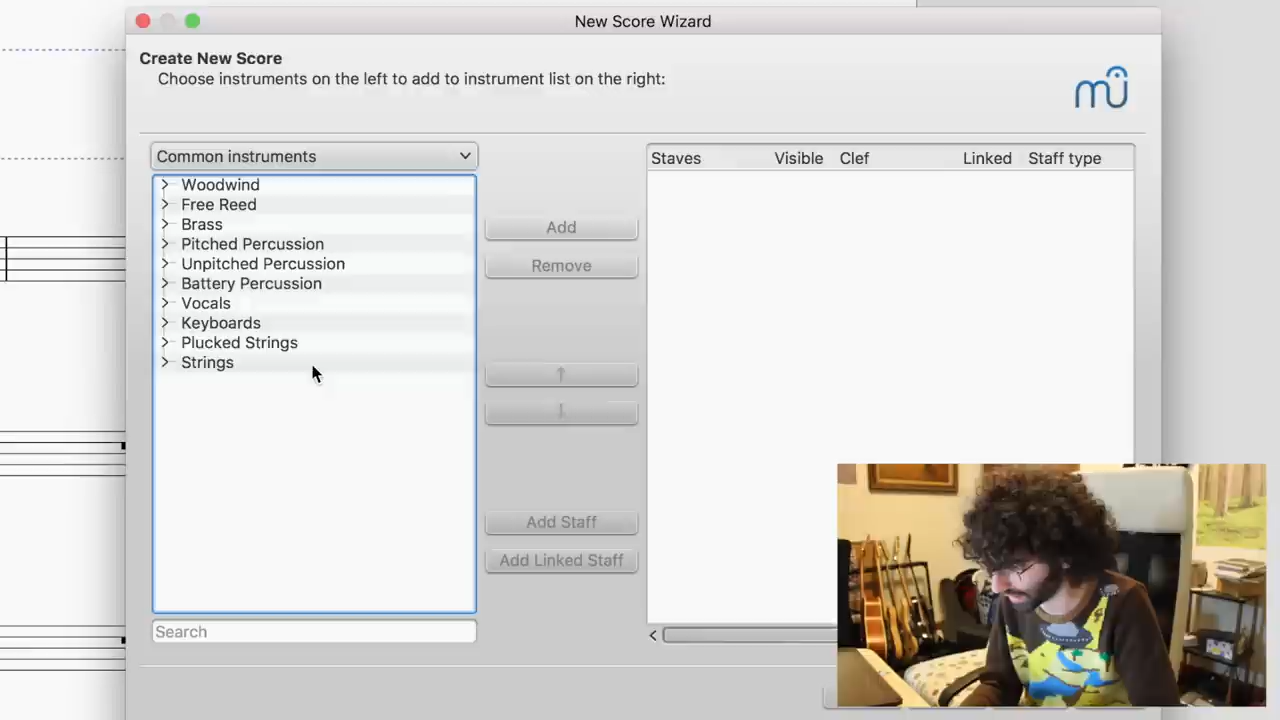 New Score Wizard
Create New Score
Choose instruments on the left to add to instrument list on the right:
mu
Common instruments
Staves Visible Clef Linked Staff type
Woodwind
Free Reed
Brass
Pitched Percussion
Unpitched Percussion
Battery Percussion
Vocals
Keyboards
Plucked Strings
Strings
Add
Remove
Add Staff
Add Linked Staff
Search